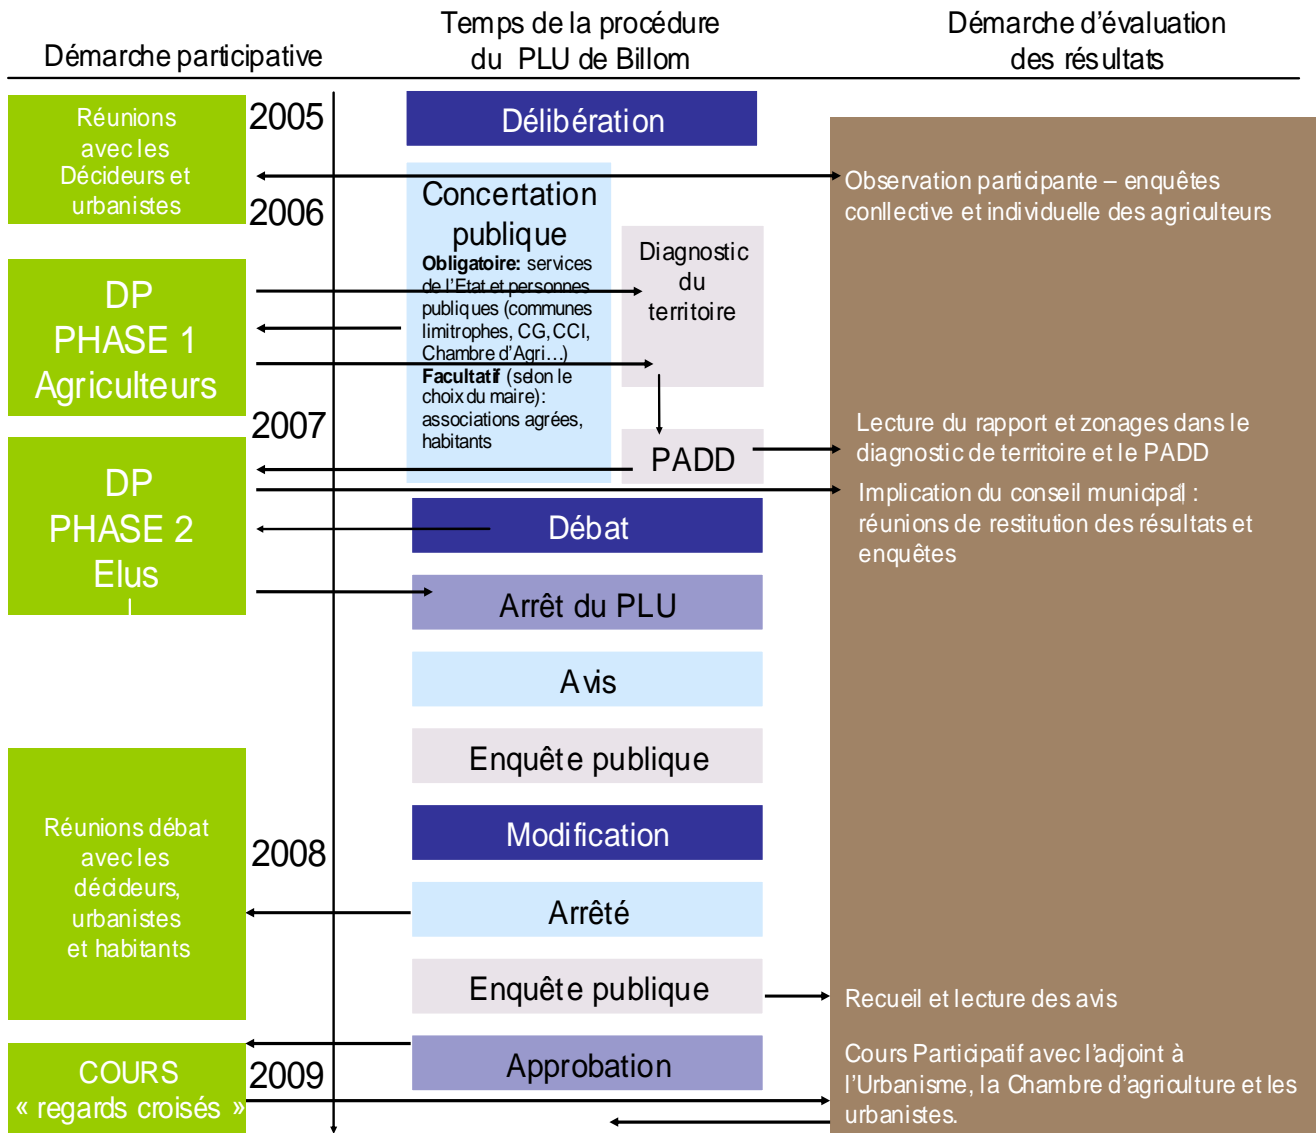 Démarche participative
Temps de la procédure
du PLU de Billom
Démarche d'évaluation
des résultats
Réunions
avec les
Décideurs et
urbanistes
2005
2006
DP
PHASE 1
Agriculteurs
2007
DP
PHASE 2
Elus
Réunions débat
avec les
décideurs,
urbanistes
et habitants
2008
COURS
« regards croisés »
2009
Délibération
Concertation
publique
Obligatoire: services
de l'Etat et personnes
publiques (communes
limitrophes, CG, CCI,
Chambre d'Agri…)
Facultatif (selon le
choix du maire):
associations agrées,
habitants
Diagnostic
du
territoire
PADD
Débat
Arrêt du PLU
Avis
Enquête publique
Modification
Arrêté
Enquête publique
Approbation
Observation participante – enquêtes
conllective et individuelle des agriculteurs
Lecture du rapport et zonages dans le
diagnostic de territoire et le PADD
Implication du conseil municipal :
réunions de restitution des résultats et
enquêtes
Recueil et lecture des avis
Cours Participatif avec l'adjoint à
l'Urbanisme, la Chambre d'agriculture et les
urbanistes.